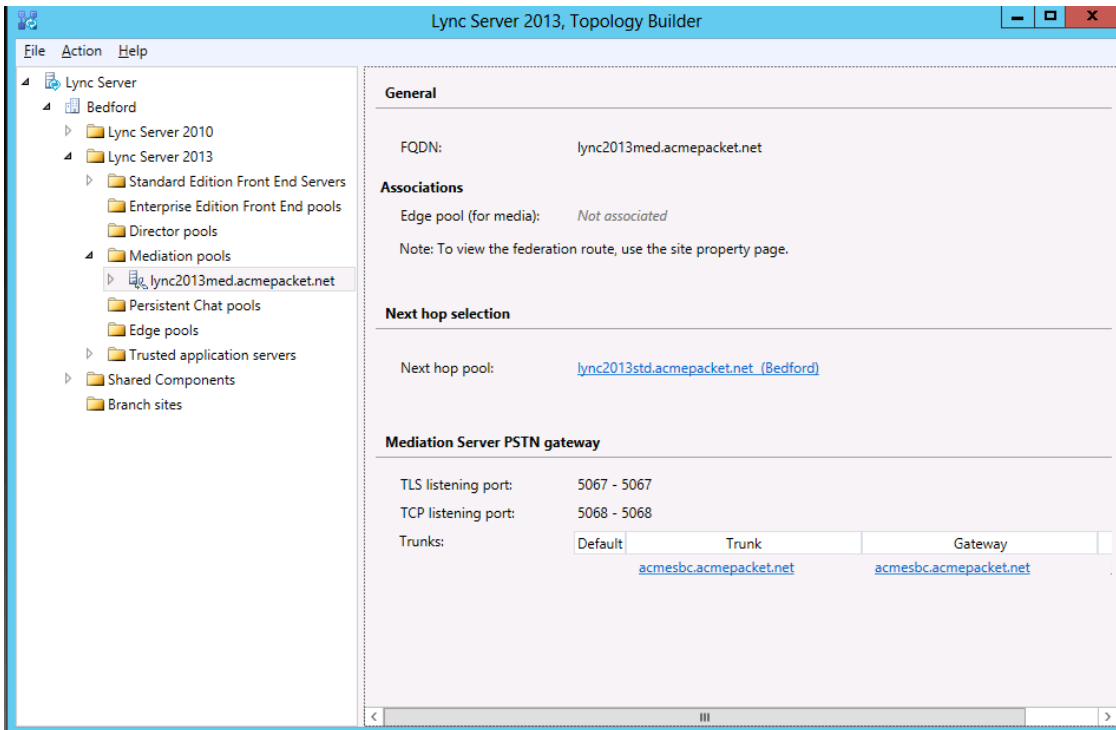 Lync Server 2013, Topology Builder
File Action Help
Lync Server
Bedford
Lync Server 2010
Lync Server 2013
Standard Edition Front End Servers
Enterprise Edition Front End pools
Director pools
Mediation pools
lync2013med.acmepacket.net
Persistent Chat pools
Edge pools
Trusted application servers
Shared Components
Branch sites
General
FQDN: lync2013med.acmepacket.net
Associations
Edge pool (for media): Not associated
Note: To view the federation route, use the site property page.
Next hop selection
Next hop pool: lync2013std.acmepacket.net (Bedford)
Mediation Server PSTN gateway
TLS listening port: 5067 - 5067
TCP listening port: 5068 - 5068
Trunks: Default Trunk Gateway
acmesbc.acmepacket.net acmesbc.acmepacket.net